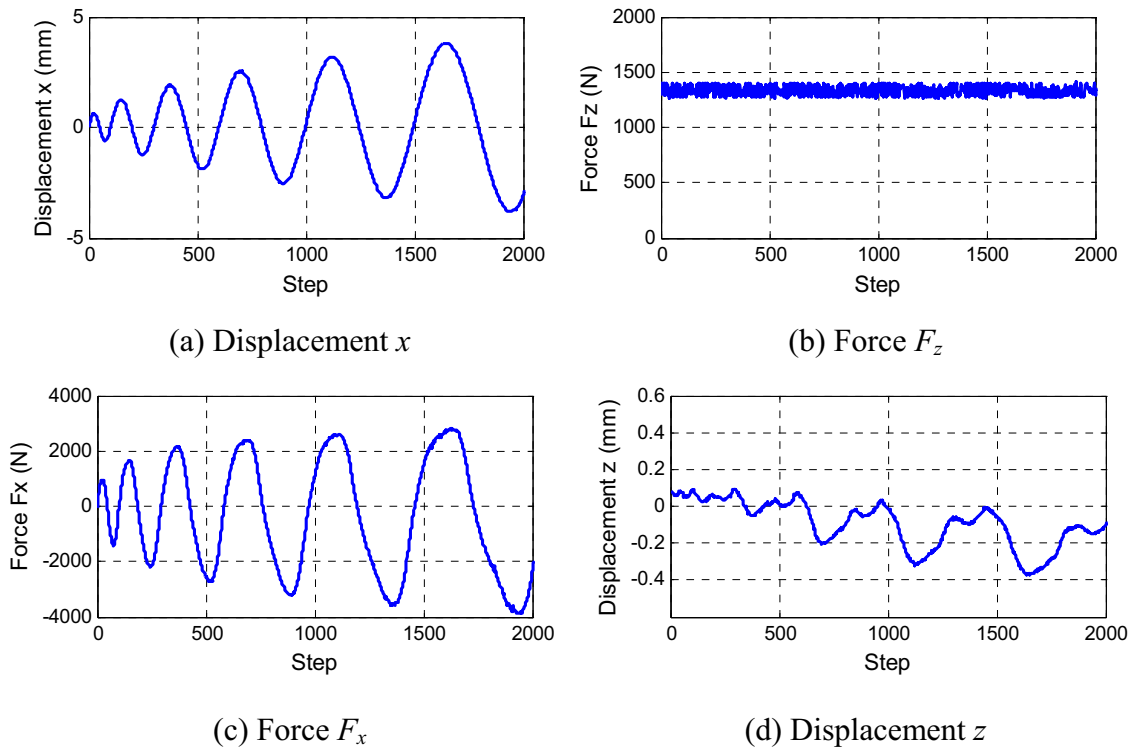 5
0
-5
Displacement x (mm)
0 500 1000 1500 2000
Step
(a) Displacement x
2000
1500
1000
500
0
Force Fz (N)
0 500 1000 1500 2000
Step
(b) Force Fz
4000
2000
0
-2000
-4000
Force Fx (N)
0 500 1000 1500 2000
Step
(c) Force Fx
0.6
0.4
0.2
0
-0.2
-0.4
Displacement z (mm)
0 500 1000 1500 2000
Step
(d) Displacement z